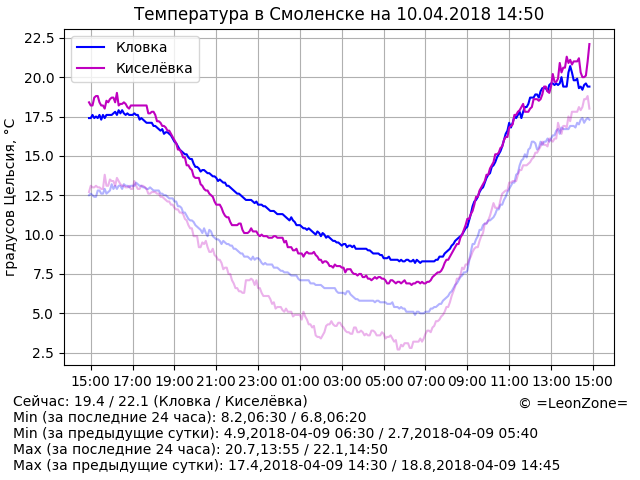 Температура в Смоленске на 10.04.2018 14:50
градусов Цельсия, °C
22.5
20.0
17.5
15.0
12.5
10.0
7.5
5.0
2.5
Кловка
Киселёвка
15:00 17:00 19:00 21:00 23:00 01:00 03:00 05:00 07:00 09:00 11:00 13:00 15:00
Сейчас: 19.4 / 22.1 (Кловка / Киселёвка)
© =LeonZone=
Min (за последние 24 часа): 8.2,06:30 / 6.8,06:20
Min (за предыдущие сутки): 4.9,2018-04-09 06:30 / 2.7,2018-04-09 05:40
Max (за последние 24 часа): 20.7,13:55 / 22.1,14:50
Max (за предыдущие сутки): 17.4,2018-04-09 14:30 / 18.8,2018-04-09 14:45